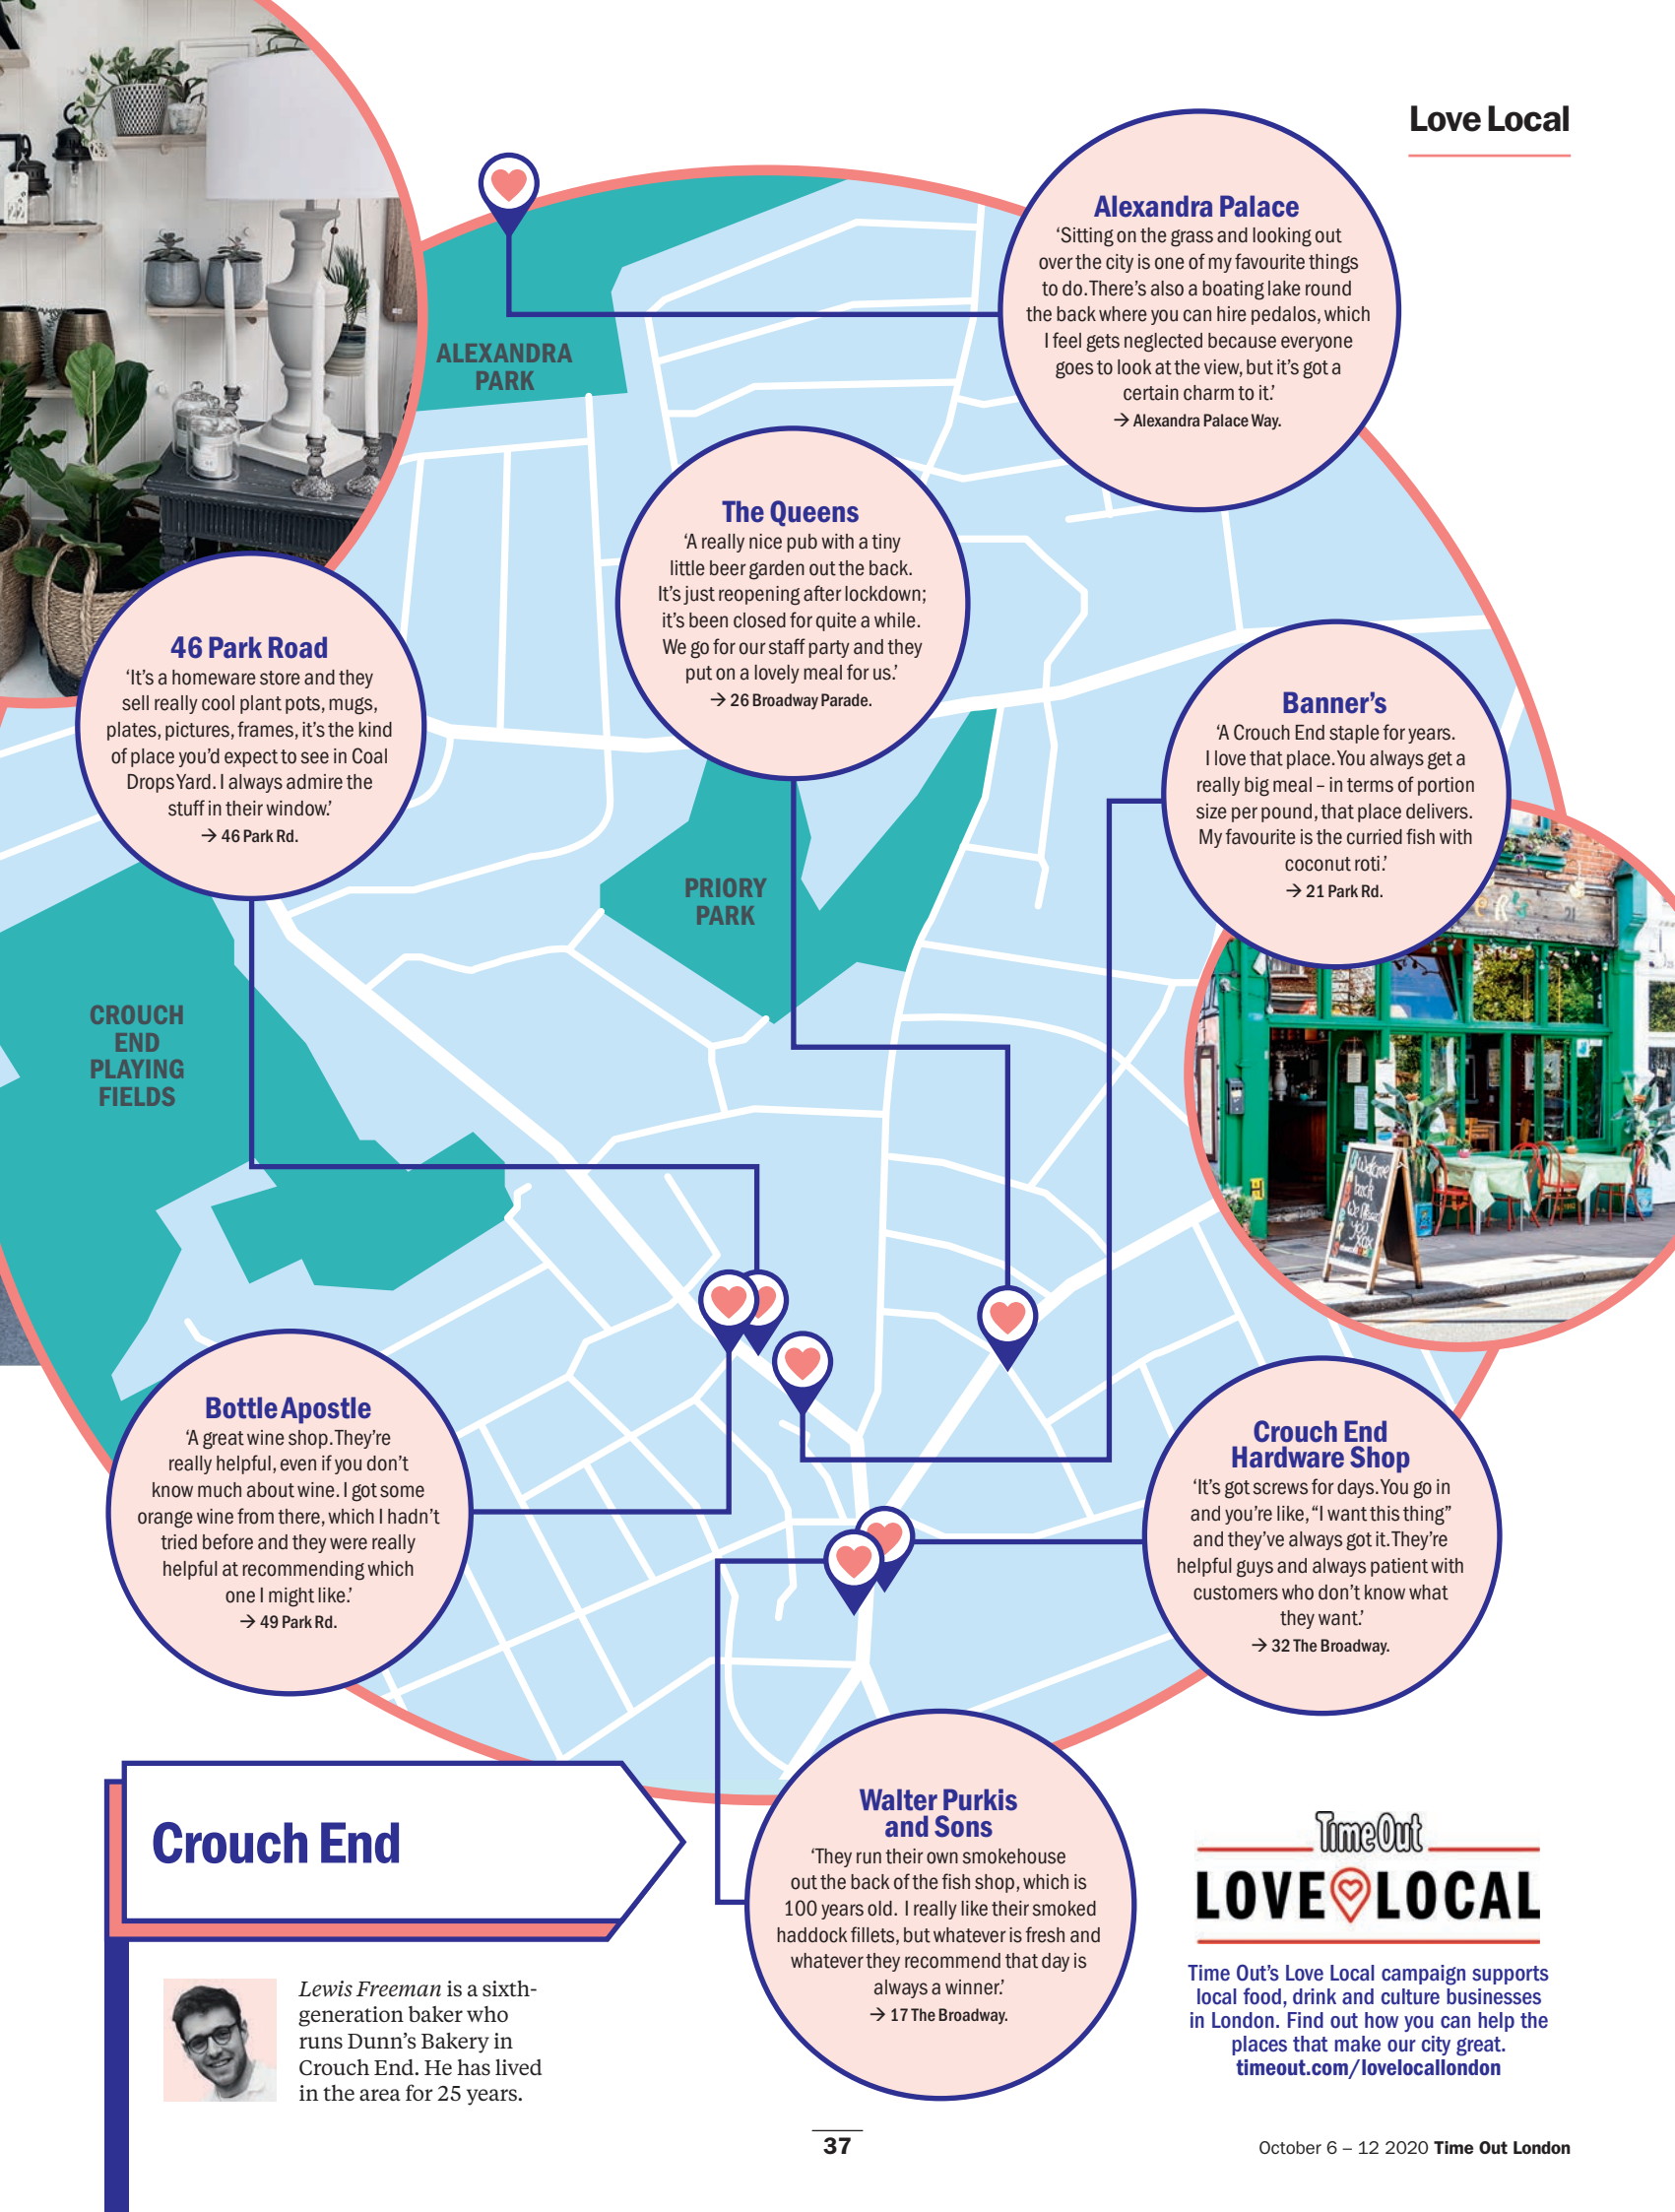 Love Local
Alexandra Palace
‘Sitting on the grass and looking out
over the city is one of my favourite things
to do. There’s also a boating lake round
the back where you can hire pedalos, which
I feel gets neglected because everyone
goes to look at the view, but it’s got a
certain charm to it.’
→ Alexandra Palace Way.
ALEXANDRA
PARK
The Queens
‘A really nice pub with a tiny
little beer garden out the back.
It’s just reopening after lockdown;
it’s been closed for quite a while.
We go for our staff party and they
put on a lovely meal for us.’
→ 26 Broadway Parade.
46 Park Road
‘It’s a homeware store and they
sell really cool plant pots, mugs,
plates, pictures, frames, it’s the kind
of place you’d expect to see in Coal
Drops Yard. I always admire the
stuff in their window.’
→ 46 Park Rd.
Banner’s
‘A Crouch End staple for years.
I love that place. You always get a
really big meal – in terms of portion
size per pound, that place delivers.
My favourite is the curried fish with
coconut roti.’
→ 21 Park Rd.
PRIORY
PARK
21
CROUCH
END
PLAYING
FIELDS
Welcome
back
We
you
xox
Bottle Apostle
‘A great wine shop. They’re
really helpful, even if you don’t
know much about wine. I got some
orange wine from there, which I hadn’t
tried before and they were really
helpful at recommending which
one I might like.’
→ 49 Park Rd.
Crouch End
Hardware Shop
‘It’s got screws for days. You go in
and you’re like, “I want this thing”
and they’ve always got it. They’re
helpful guys and always patient with
customers who don’t know what
they want.’
→ 32 The Broadway.
Walter Purkis
and Sons
‘They run their own smokehouse
out the back of the fish shop, which is
100 years old. I really like their smoked
haddock fillets, but whatever is fresh and
whatever they recommend that day is
always a winner.’
→ 17 The Broadway.
Crouch End
Lewis Freeman is a sixth-
generation baker who
runs Dunn’s Bakery in
Crouch End. He has lived
in the area for 25 years.
Time Out
LOVE LOCAL
Time Out’s Love Local campaign supports
local food, drink and culture businesses
in London. Find out how you can help the
places that make our city great.
timeout.com/lovelocallondon
37
October 6 – 12 2020 Time Out London